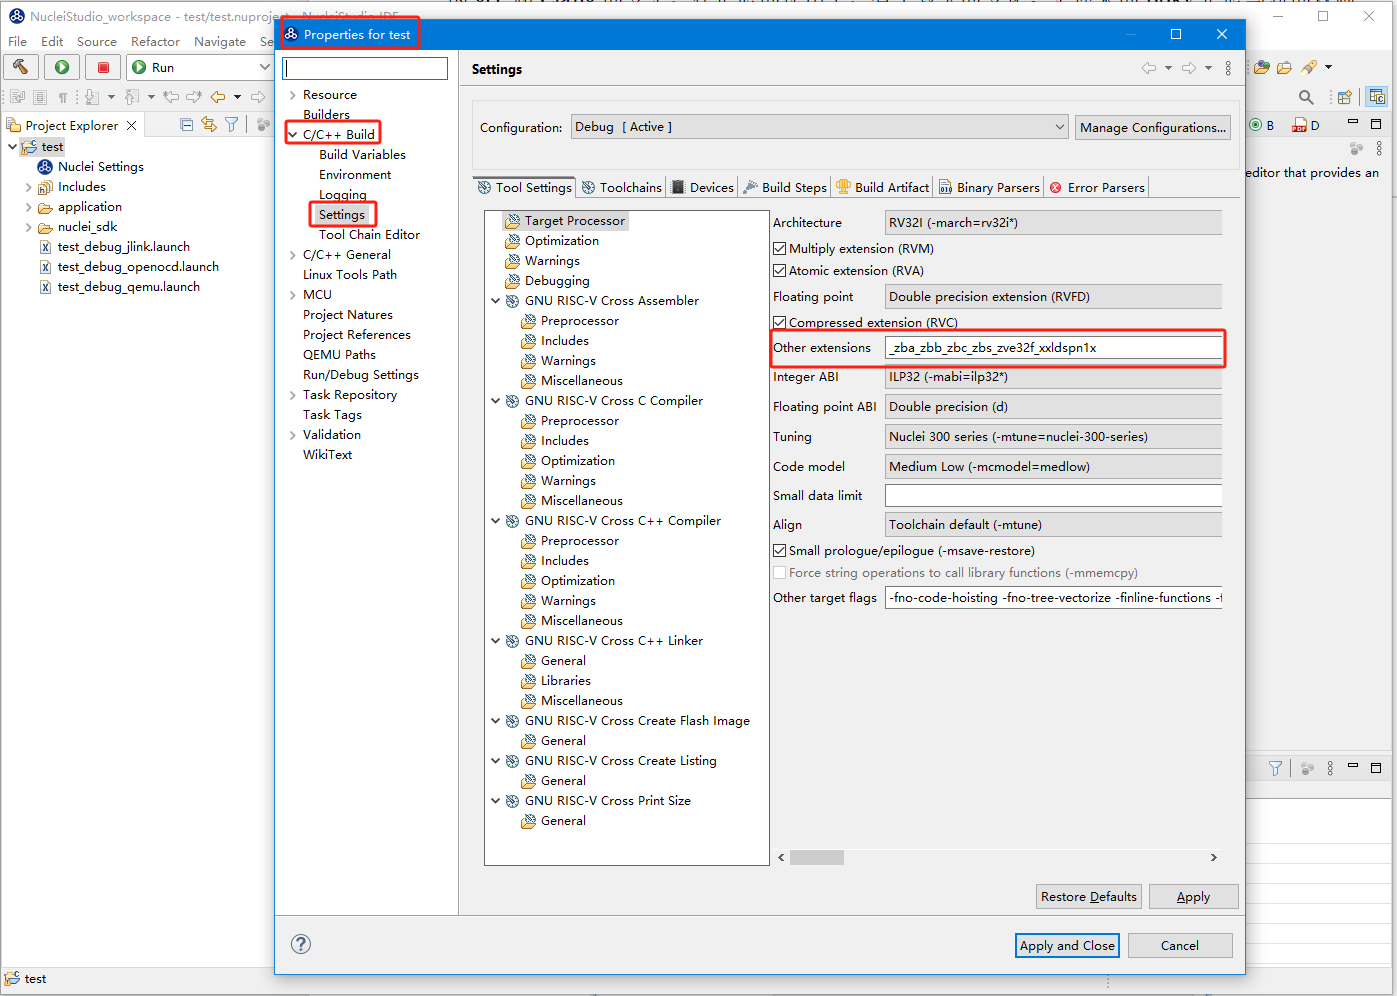 NucleiStudio_workspace - test/test.nuproject - NucleiStudio IDE
File Edit Source Refactor Navigate Se
Run
Project Explorer
test
Nuclei Settings
Includes
application
nuclei_sdk
test_debug_jlink.launch
test_debug_openocd.launch
test_debug_qemu.launch
Properties for test
Resource
Builders
C/C++ Build
Build Variables
Environment
Logging
Settings
Tool Chain Editor
C/C++ General
Linux Tools Path
MCU
Project Natures
Project References
QEMU Paths
Run/Debug Settings
Task Repository
Task Tags
Validation
WikiText
Settings
Configuration: Debug [ Active ] Manage Configurations...
Tool Settings Toolchains Devices Build Steps Build Artifact Binary Parsers Error Parsers
Target Processor
Optimization
Warnings
Debugging
GNU RISC-V Cross Assembler
Preprocessor
Includes
Warnings
Miscellaneous
GNU RISC-V Cross C Compiler
Preprocessor
Includes
Optimization
Warnings
Miscellaneous
GNU RISC-V Cross C++ Compiler
Preprocessor
Includes
Optimization
Warnings
Miscellaneous
GNU RISC-V Cross C++ Linker
General
Libraries
Miscellaneous
GNU RISC-V Cross Create Flash Image
General
GNU RISC-V Cross Create Listing
General
GNU RISC-V Cross Print Size
General
Architecture RV32I (-march=rv32i*)
Multiply extension (RVM)
Atomic extension (RVA)
Floating point Double precision extension (RVFD)
Compressed extension (RVC)
Other extensions _zba_zbb_zbc_zbs_zve32f_xxldspn1x
Integer ABI ILP32 (-mabi=ilp32*)
Floating point ABI Double precision (d)
Tuning Nuclei 300 series (-mtune=nuclei-300-series)
Code model Medium Low (-mcmodel=medlow)
Small data limit
Align Toolchain default (-mtune)
Small prologue/epilogue (-msave-restore)
Force string operations to call library functions (-mmemcpy)
Other target flags -fno-code-hoisting -fno-tree-vectorize -finline-functions -f
Restore Defaults Apply
Apply and Close Cancel
B PDF D
editor that provides an
test